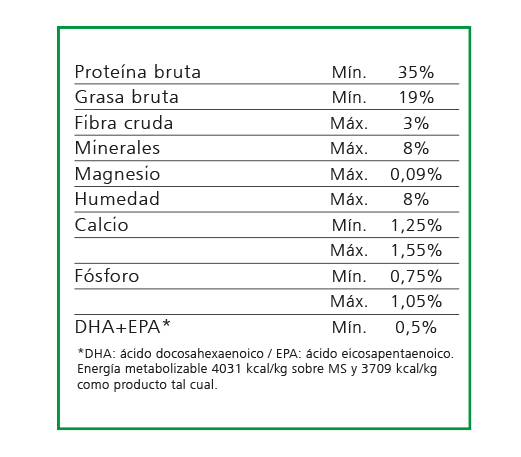 Proteína bruta Mín. 35%
Grasa bruta Mín. 19%
Fibra cruda Máx. 3%
Minerales Máx. 8%
Magnesio Máx. 0,09%
Humedad Máx. 8%
Calcio Mín. 1,25%
Máx. 1,55%
Fósforo Mín. 0,75%
Máx. 1,05%
DHA+EPA* Mín. 0,5%
*DHA: ácido docosahexaenoico / EPA: ácido eicosapentaenoico.
Energía metabolizable 4031 kcal/kg sobre MS y 3709 kcal/kg
como producto tal cual.